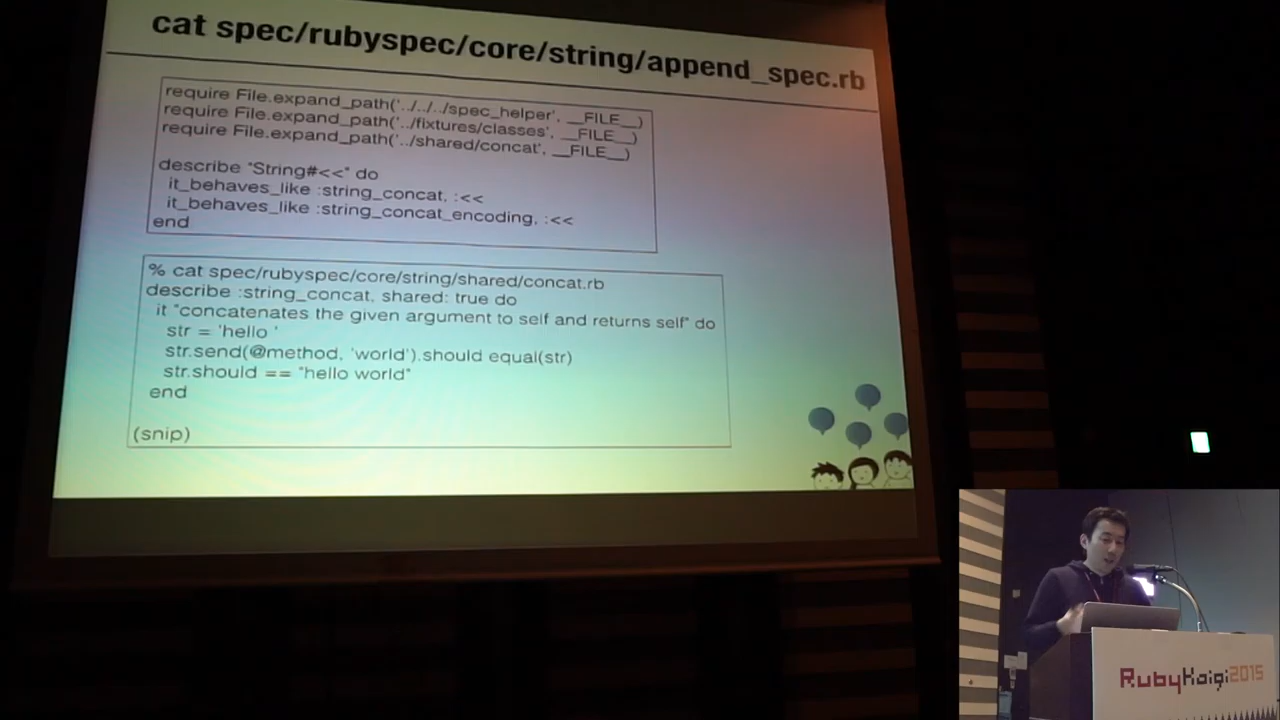 cat spec/rubyspec/core/string/append_spec.rb
require File.expand_path('../../../spec_helper', __FILE__)
require File.expand_path('../fixtures/classes', __FILE__)
require File.expand_path('../shared/concat', __FILE__)
describe "String#<<" do
it_behaves_like :string_concat, :<<
it_behaves_like :string_concat_encoding, :<<
end
% cat spec/rubyspec/core/string/shared/concat.rb
describe :string_concat, shared: true do
it "concatenates the given argument to self and returns self" do
str = 'hello '
str.send(@method, 'world').should equal(str)
str.should == "hello world"
end
(snip)
RubyKaigi2015